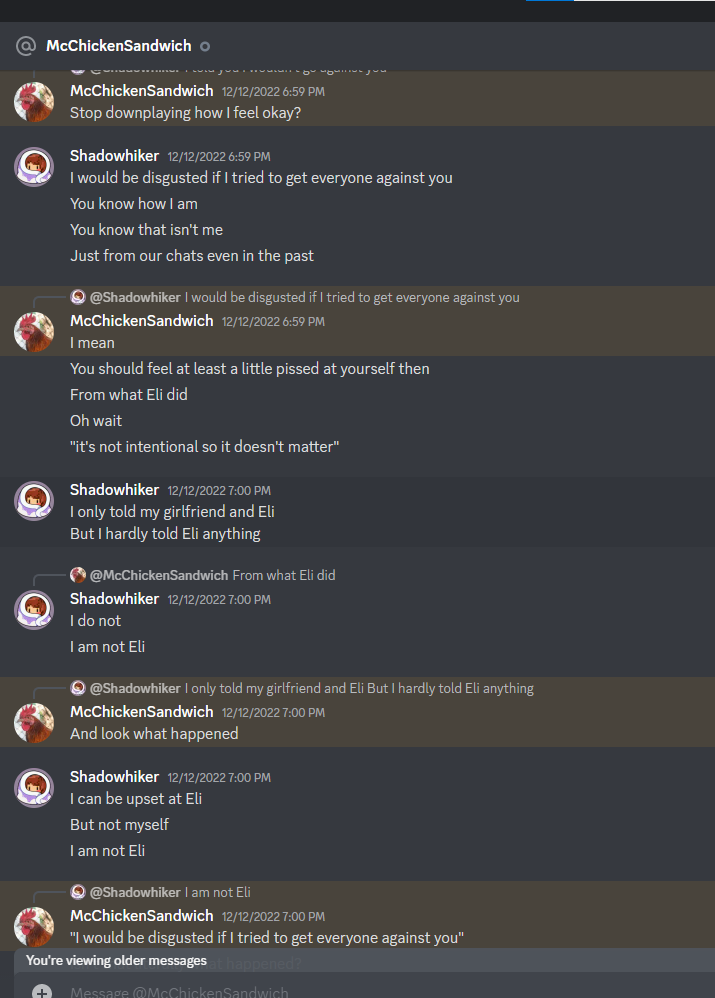 McChickenSandwich
@Shadowhiker I told you I wouldn't go against you
McChickenSandwich 12/12/2022 6:59 PM
Stop downplaying how I feel okay?
Shadowhiker 12/12/2022 6:59 PM
I would be disgusted if I tried to get everyone against you
You know how I am
You know that isn't me
Just from our chats even in the past
@Shadowhiker I would be disgusted if I tried to get everyone against you
McChickenSandwich 12/12/2022 6:59 PM
I mean
You should feel at least a little pissed at yourself then
From what Eli did
Oh wait
"it's not intentional so it doesn't matter"
Shadowhiker 12/12/2022 7:00 PM
I only told my girlfriend and Eli
But I hardly told Eli anything
@McChickenSandwich From what Eli did
Shadowhiker 12/12/2022 7:00 PM
I do not
I am not Eli
@Shadowhiker I only told my girlfriend and Eli But I hardly told Eli anything
McChickenSandwich 12/12/2022 7:00 PM
And look what happened
Shadowhiker 12/12/2022 7:00 PM
I can be upset at Eli
But not myself
I am not Eli
@Shadowhiker I am not Eli
McChickenSandwich 12/12/2022 7:00 PM
"I would be disgusted if I tried to get everyone against you"
You're viewing older messages
what happened?
Message @McChickenSandwich